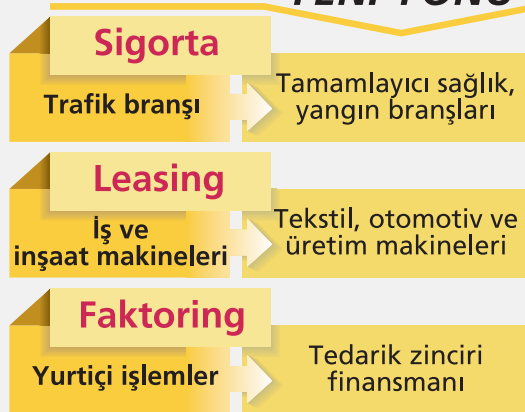 Sigorta
Trafik branşı
Tamamlayıcı sağlık,
yangın branşları
Leasing
İş ve
inşaat makineleri
Tekstil, otomotiv ve
üretim makineleri
Faktoring
Yurtiçi işlemler
Tedarik zinciri
finansmanı